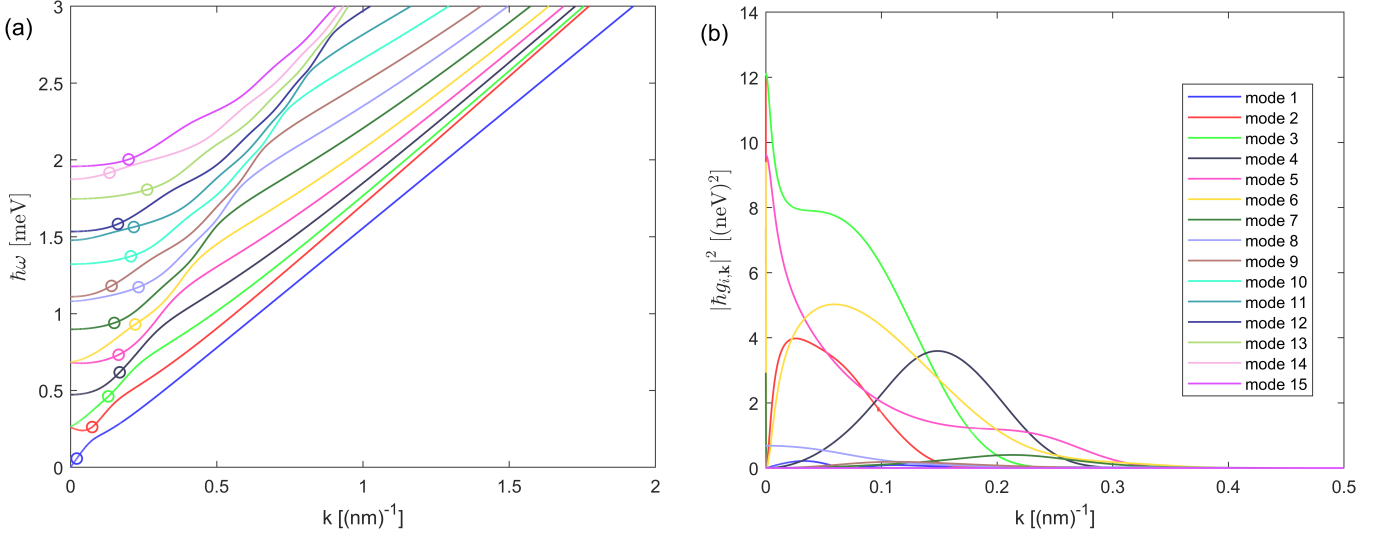 (a)
3
2.5
2
1.5
1
0.5
0
ħω [meV]
0 0.5 1 1.5 2
k [(nm)⁻¹]
(b)
14
12
10
8
6
4
2
0
|ħg_{i,k}|² [(meV)²]
0 0.1 0.2 0.3 0.4 0.5
k [(nm)⁻¹]
mode 1
mode 2
mode 3
mode 4
mode 5
mode 6
mode 7
mode 8
mode 9
mode 10
mode 11
mode 12
mode 13
mode 14
mode 15